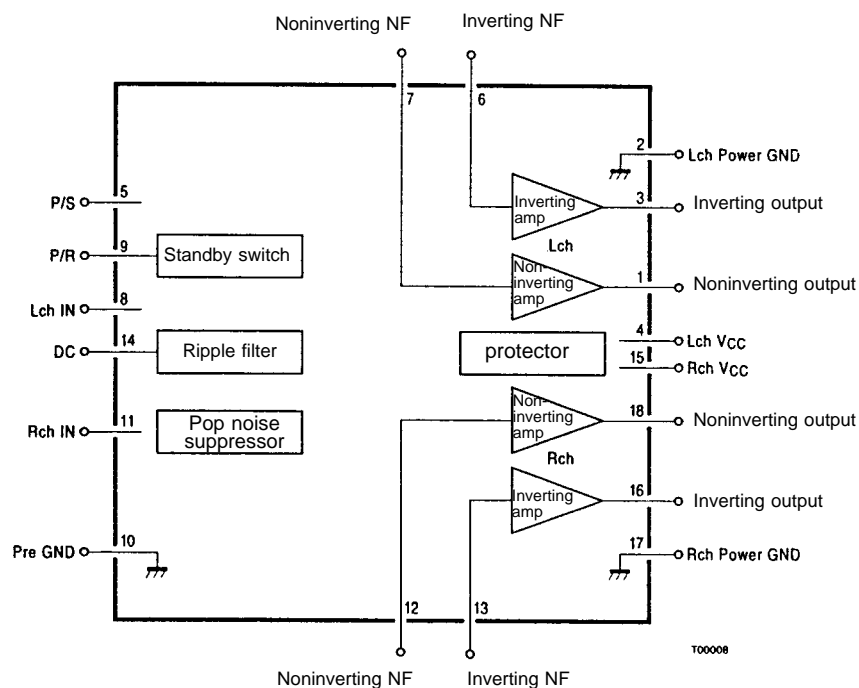 Noninverting NF
Inverting NF
7
6
2
Lch Power GND
5
P/S
Inverting
amp
3
Inverting output
9
P/R
Standby switch
Lch
8
Lch IN
Non-
inverting
amp
1
Noninverting output
14
DC
Ripple filter
protector
4
Lch VCC
15
Rch VCC
11
Rch IN
Pop noise
suppressor
Non-
inverting
amp
18
Noninverting output
Rch
Inverting
amp
16
Inverting output
10
Pre GND
17
Rch Power GND
12
13
Noninverting NF
Inverting NF
T00008